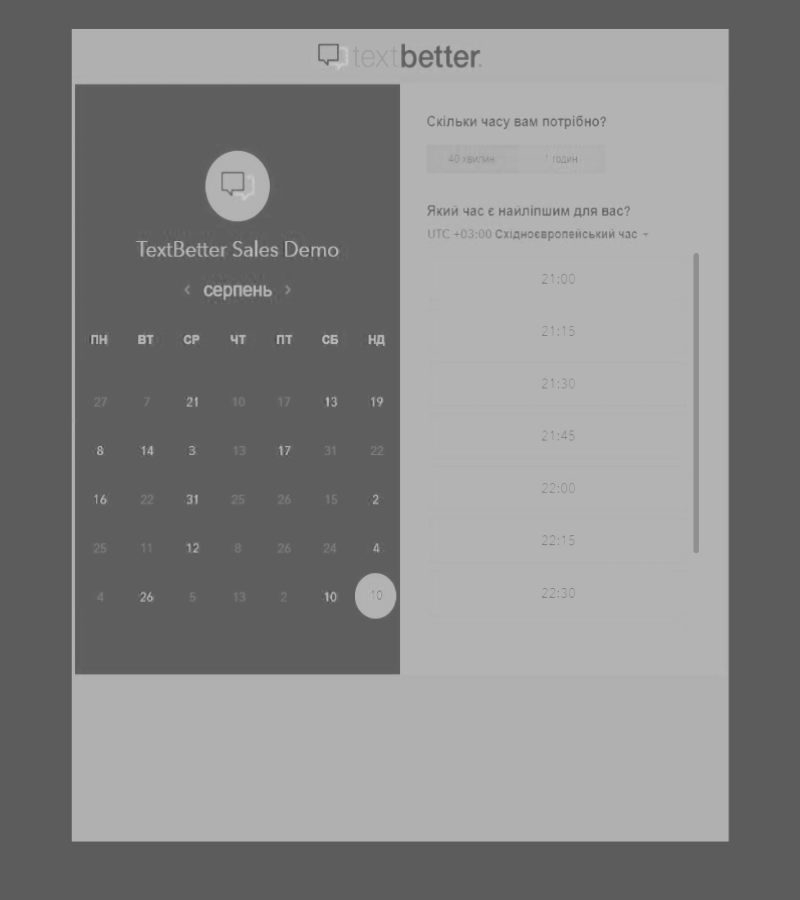 textbetter.
TextBetter Sales Demo
серпень
ПН ВТ СР ЧТ ПТ СБ НД
27 7 21 10 17 13 19
8 14 3 13 17 31 22
16 22 31 25 26 15 2
25 11 12 8 26 24 4
4 26 5 13 2 10 10
Скільки часу вам потрібно?
40 хвилин 1 годин
Який час є найліпшим для вас?
UTC +03:00 Східноєвропейський час
21:00
21:15
21:30
21:45
22:00
22:15
22:30